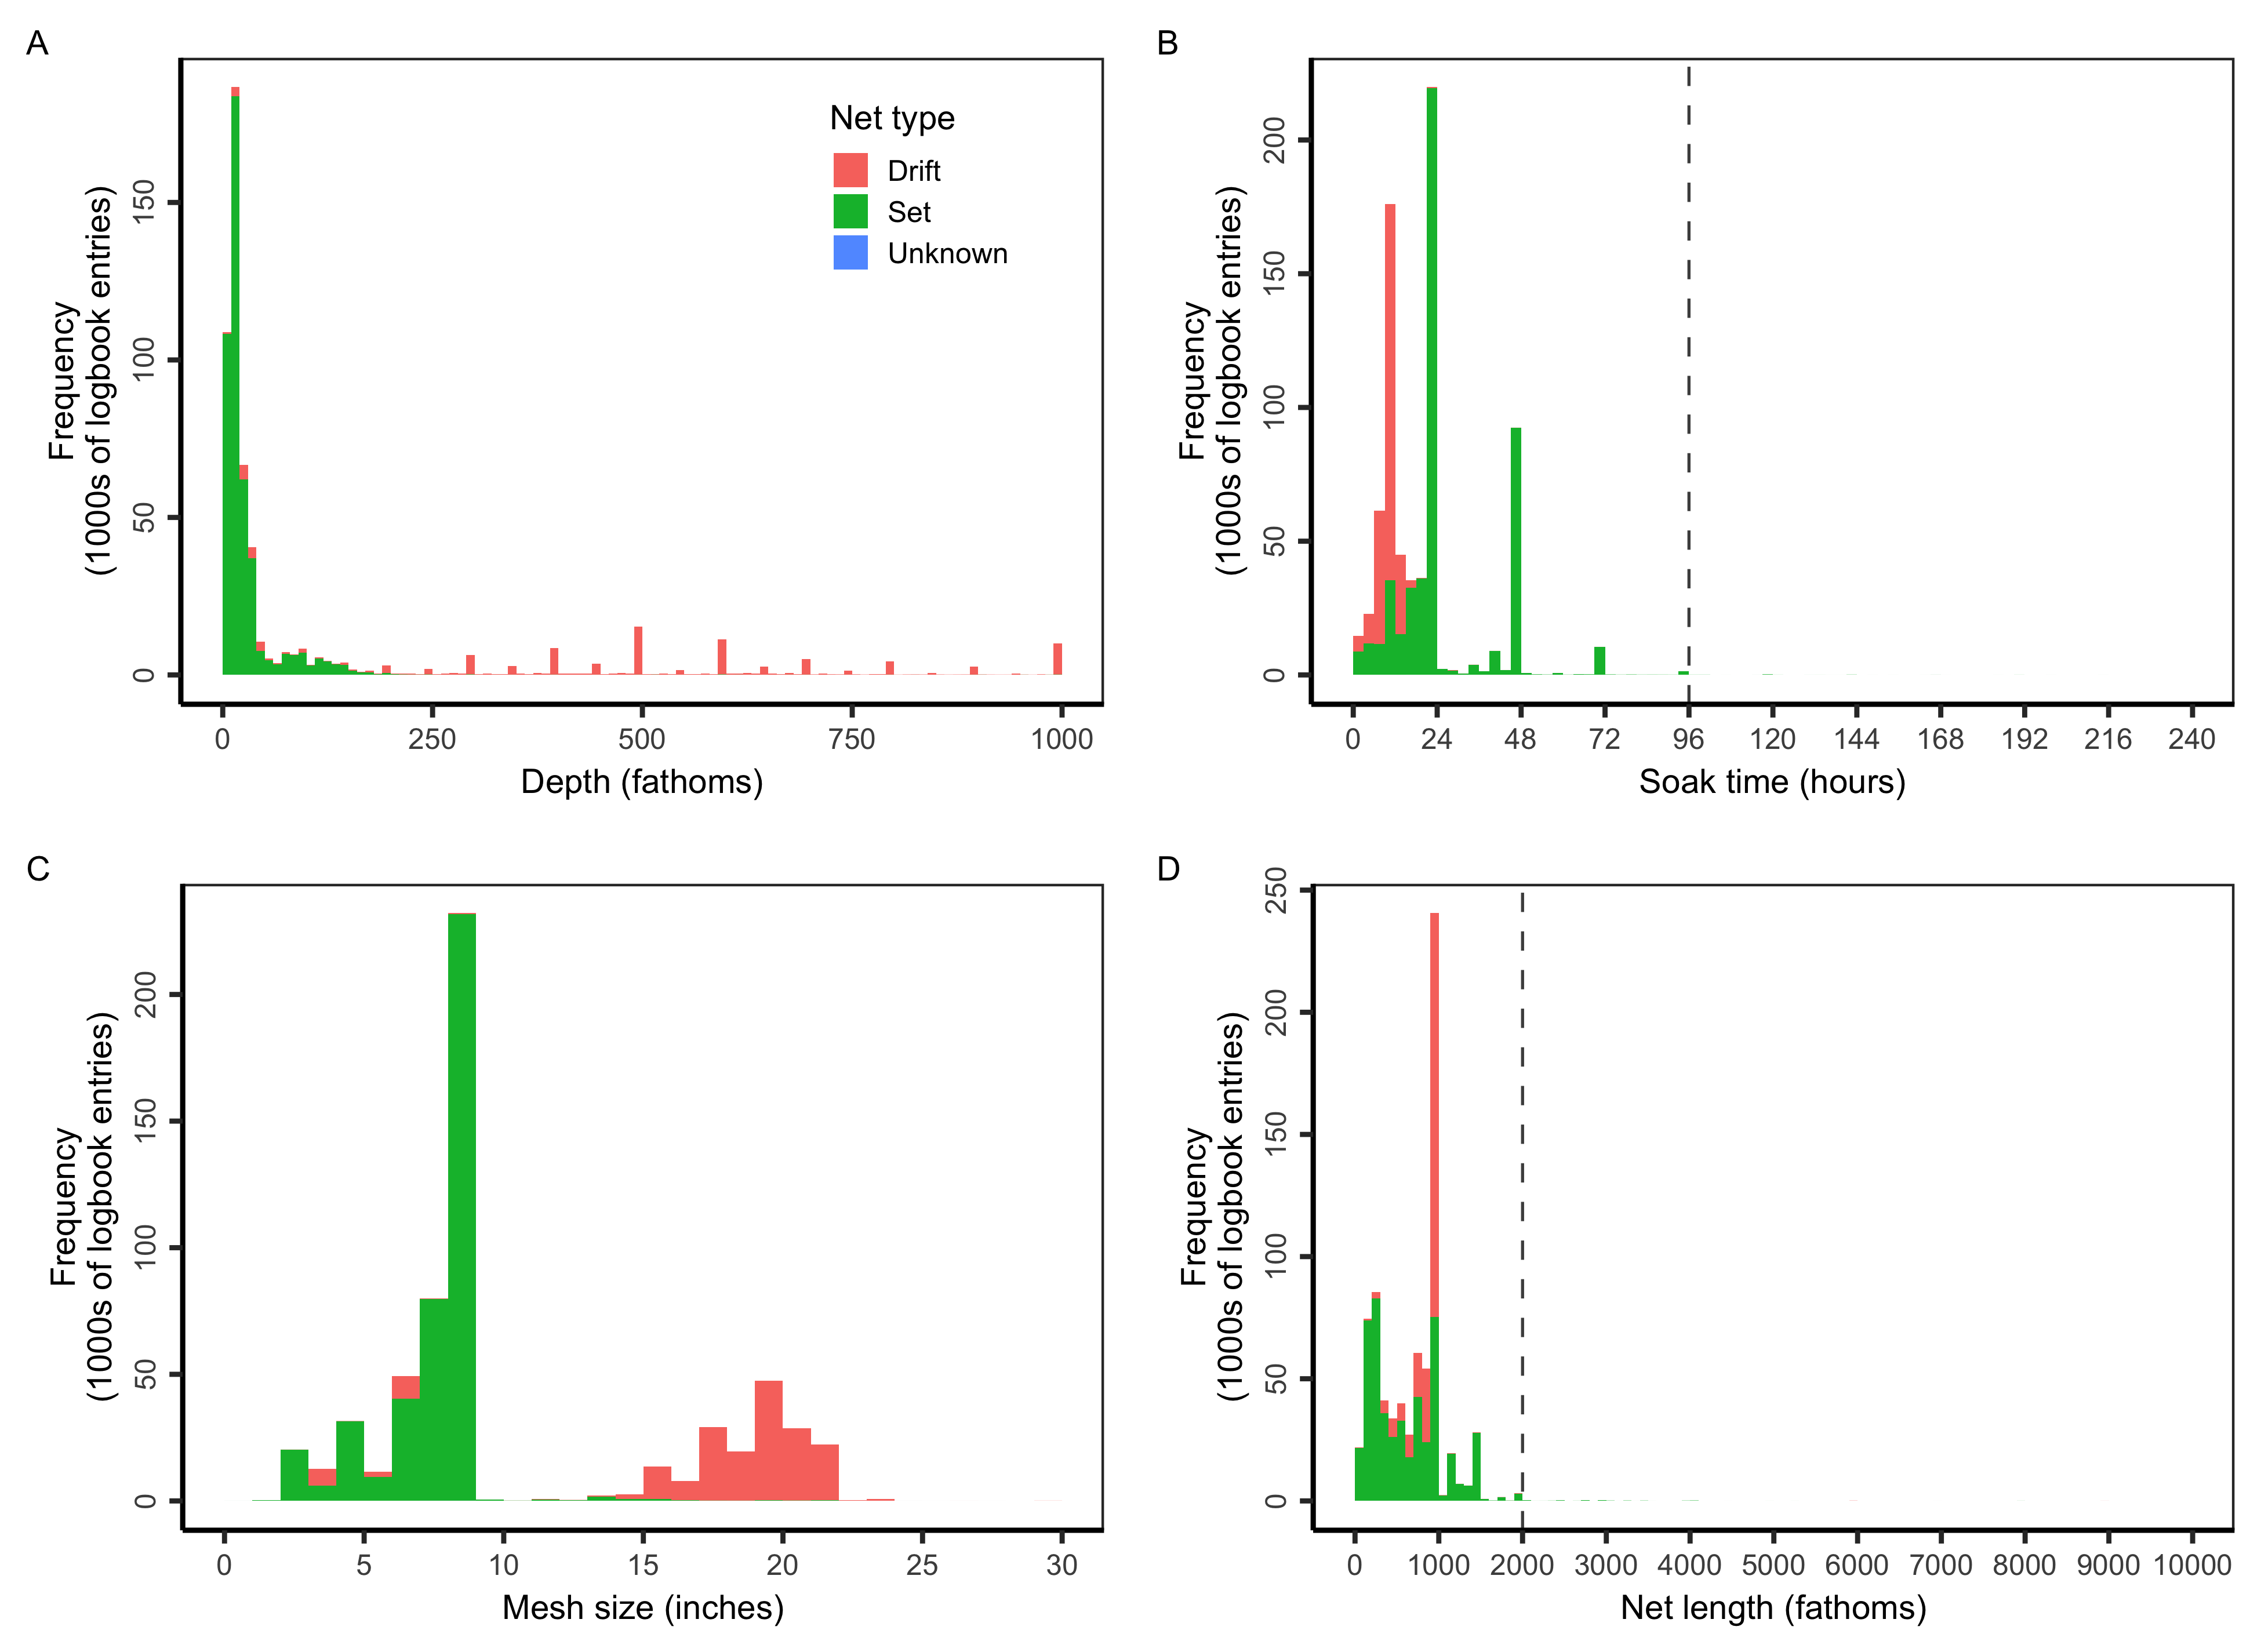 A
Frequency
(1000s of logbook entries)
150
100
50
0
Net type
Drift
Set
Unknown
0 250 500 750 1000
Depth (fathoms)
B
Frequency
(1000s of logbook entries)
200
150
100
50
0
0 24 48 72 96 120 144 168 192 216 240
Soak time (hours)
C
Frequency
(1000s of logbook entries)
200
150
100
50
0
0 5 10 15 20 25 30
Mesh size (inches)
D
Frequency
(1000s of logbook entries)
250
200
150
100
50
0
0 1000 2000 3000 4000 5000 6000 7000 8000 9000 10000
Net length (fathoms)